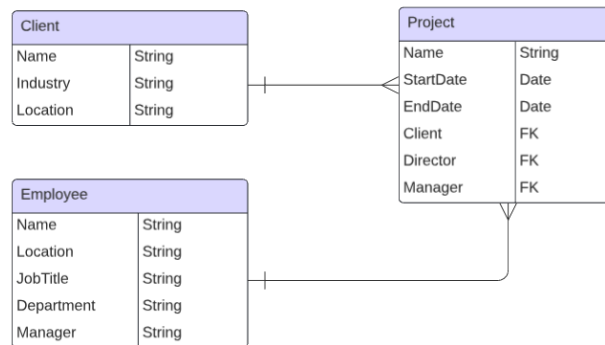 Client
Name String
Industry String
Location String
Project
Name String
StartDate Date
EndDate Date
Client FK
Director FK
Manager FK
Employee
Name String
Location String
JobTitle String
Department String
Manager String